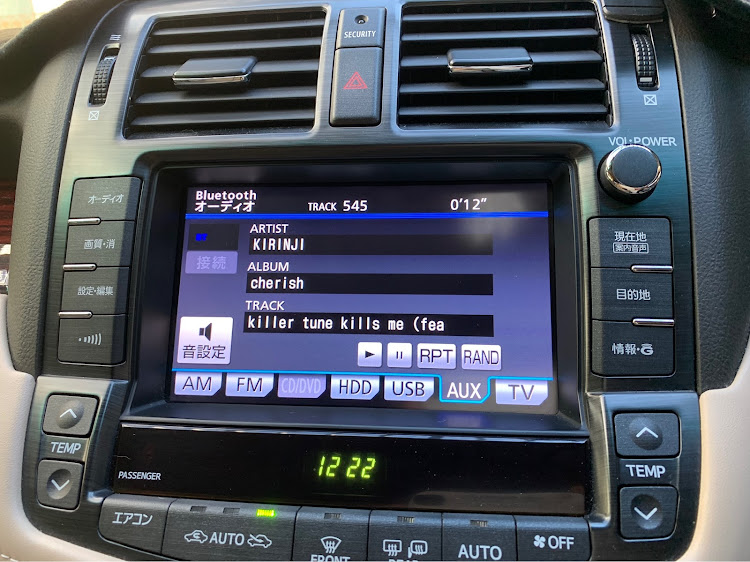 SECURITY
VOL・POWER
Bluetooth
オーディオ TRACK 545 0'12"
ARTIST
KIRINJI
接続
ALBUM
cherish
TRACK
killer tune kills me (fea
音設定
RPT RAND
AM FM CD/DVD HDD USB AUX TV
オーディオ
画質・消
設定・編集
現在地
案内音声
目的地
情報・G
TEMP
PASSENGER
12 22
TEMP
エアコン
AUTO
FRONT
REAR
AUTO
OFF